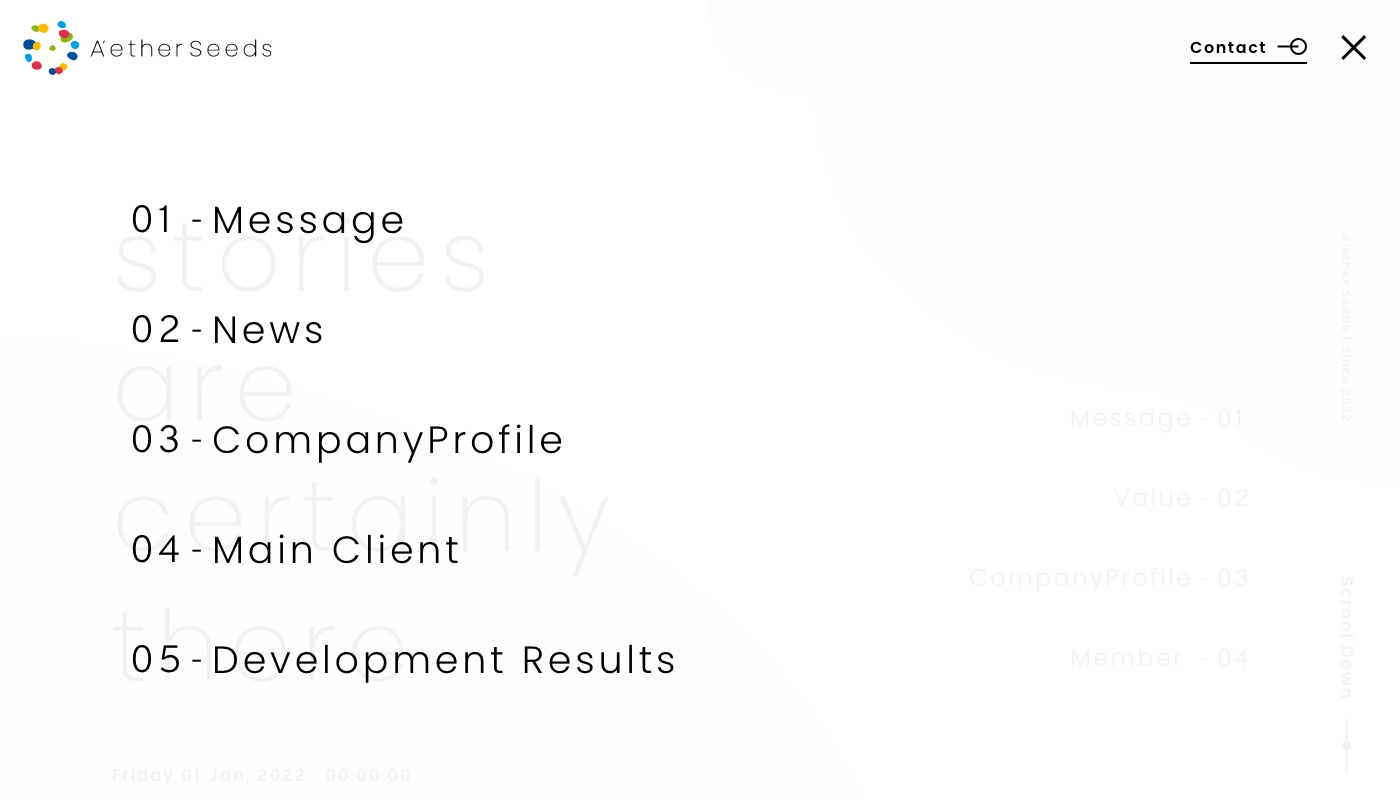 A'ether Seeds
Contact
01 - Message
stories
02 - News
are
03 - CompanyProfile
certainly
04 - Main Client
there
05 - Development Results
Message - 01
Value - 02
CompanyProfile - 03
Member - 04
A'ether Seeds | Since 2022
Scrool Down
Friday 01 Jan, 2022 00:00:00